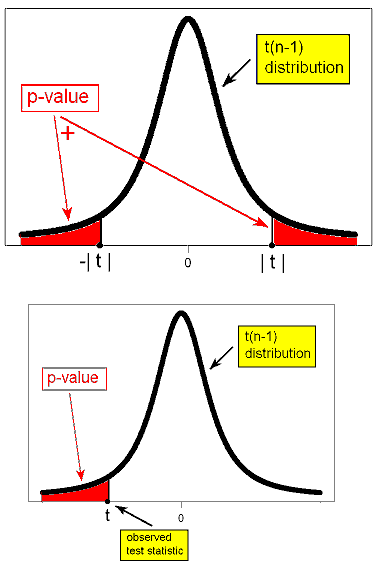 t(n-1)
distribution
p-value
+
-| t |
0
| t |
t(n-1)
distribution
p-value
t
0
observed
test statistic